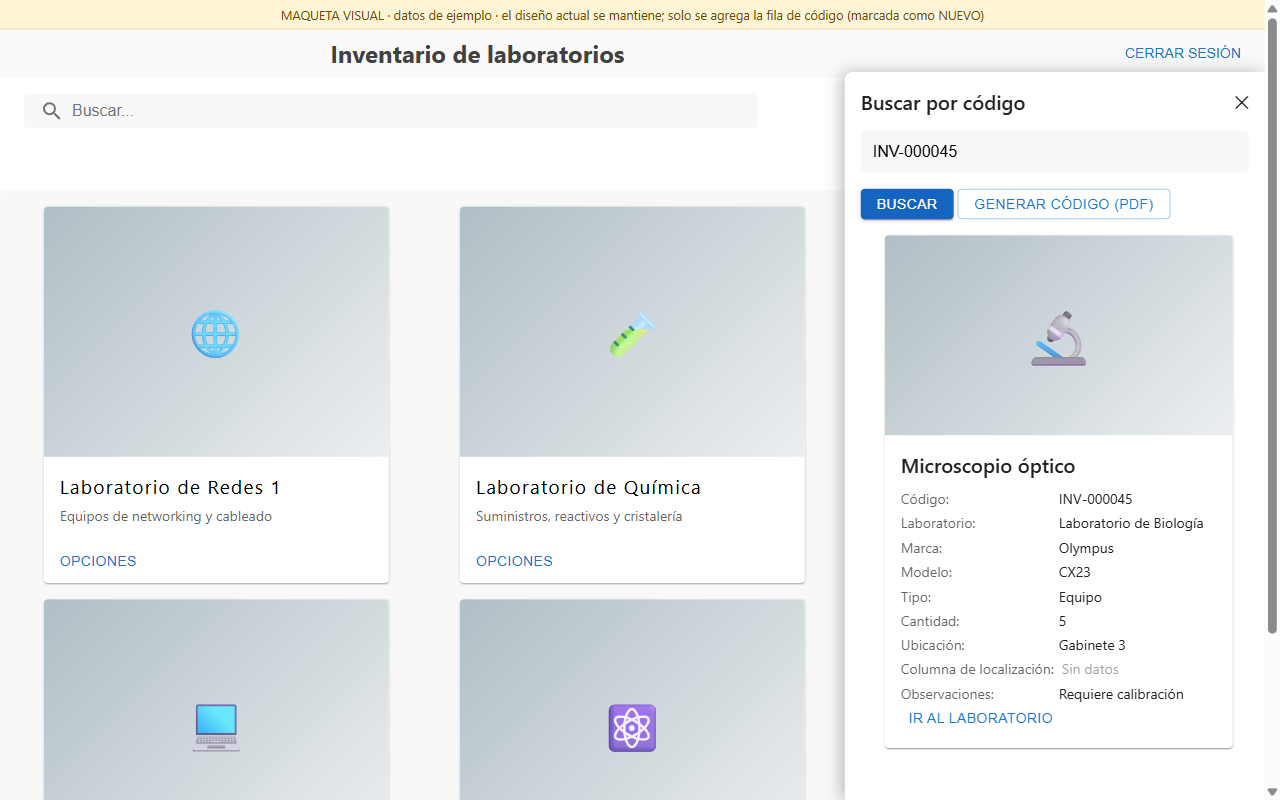 MAQUETA VISUAL · datos de ejemplo · el diseño actual se mantiene; solo se agrega la fila de código (marcada como NUEVO)
Inventario de laboratorios
CERRAR SESIÓN
Buscar...
Laboratorio de Redes 1
Equipos de networking y cableado
OPCIONES
Laboratorio de Química
Suministros, reactivos y cristalería
OPCIONES
Buscar por código
INV-000045
BUSCAR
GENERAR CÓDIGO (PDF)
Microscopio óptico
Código: INV-000045
Laboratorio: Laboratorio de Biología
Marca: Olympus
Modelo: CX23
Tipo: Equipo
Cantidad: 5
Ubicación: Gabinete 3
Columna de localización: Sin datos
Observaciones: Requiere calibración
IR AL LABORATORIO